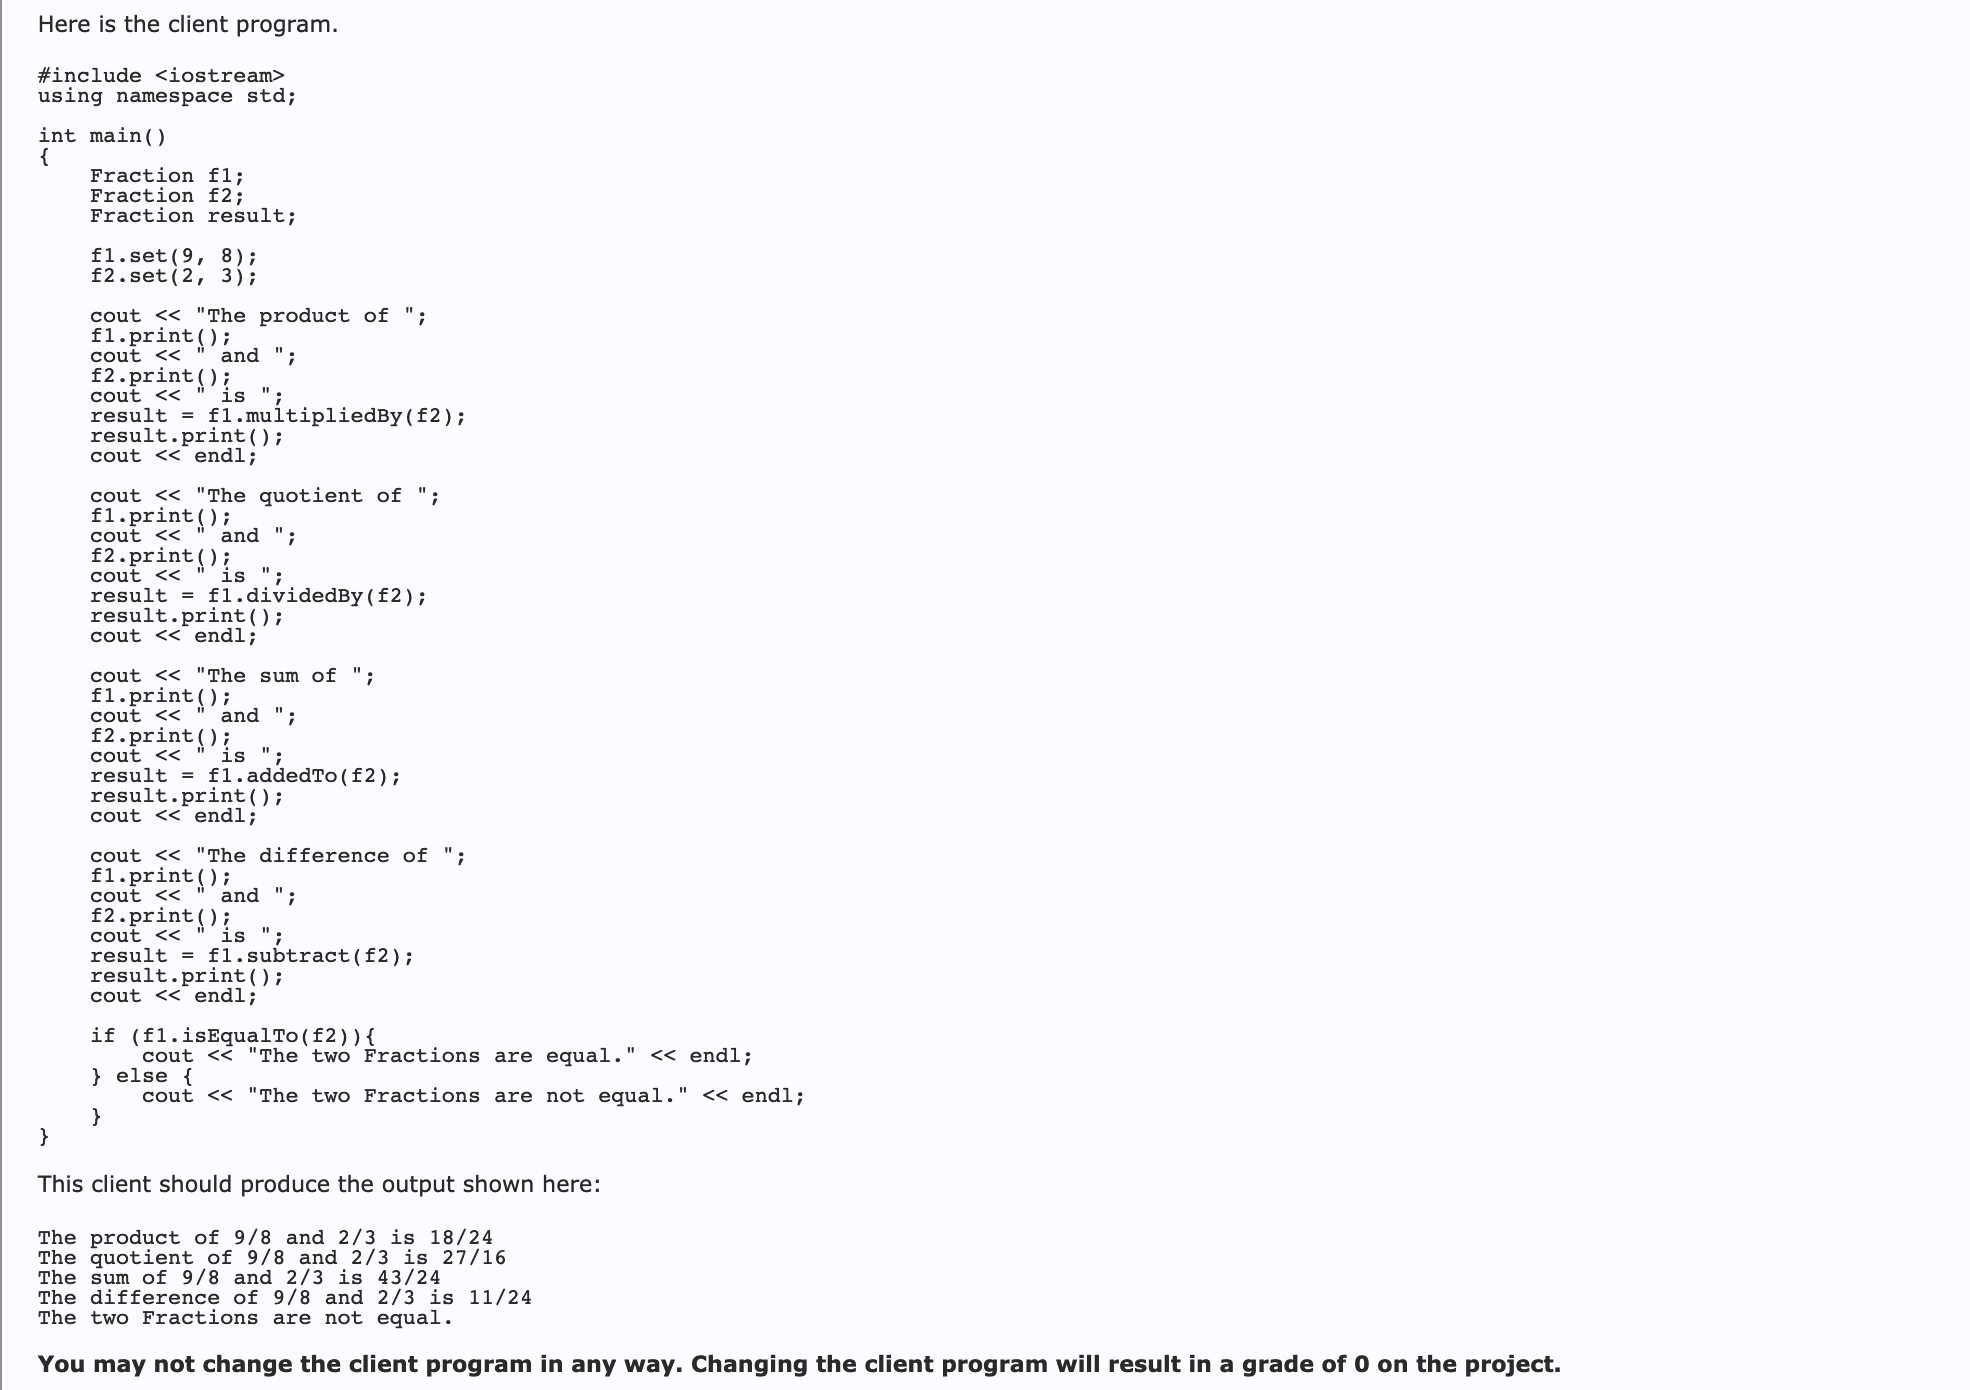 Here is the client program.
#include <iostream>
using namespace std;
int main()
{
    Fraction f1;
    Fraction f2;
    Fraction result;
    f1.set(9, 8);
    f2.set(2, 3);
    cout << "The product of ";
    f1.print();
    cout << " and ";
    f2.print();
    cout << " is ";
    result = f1.multipliedBy(f2);
    result.print();
    cout << endl;
    cout << "The quotient of ";
    f1.print();
    cout << " and ";
    f2.print();
    cout << " is ";
    result = f1.dividedBy(f2);
    result.print();
    cout << endl;
    cout << "The sum of ";
    f1.print();
    cout << " and ";
    f2.print();
    cout << " is ";
    result = f1.addedTo(f2);
    result.print();
    cout << endl;
    cout << "The difference of ";
    f1.print();
    cout << " and ";
    f2.print();
    cout << " is ";
    result = f1.subtract(f2);
    result.print();
    cout << endl;
    if (f1.isEqualTo(f2)){
        cout << "The two Fractions are equal." << endl;
    } else {
        cout << "The two Fractions are not equal." << endl;
    }
}
This client should produce the output shown here:
The product of 9/8 and 2/3 is 18/24
The quotient of 9/8 and 2/3 is 27/16
The sum of 9/8 and 2/3 is 43/24
The difference of 9/8 and 2/3 is 11/24
The two Fractions are not equal.
You may not change the client program in any way. Changing the client program will result in a grade of 0 on the project.